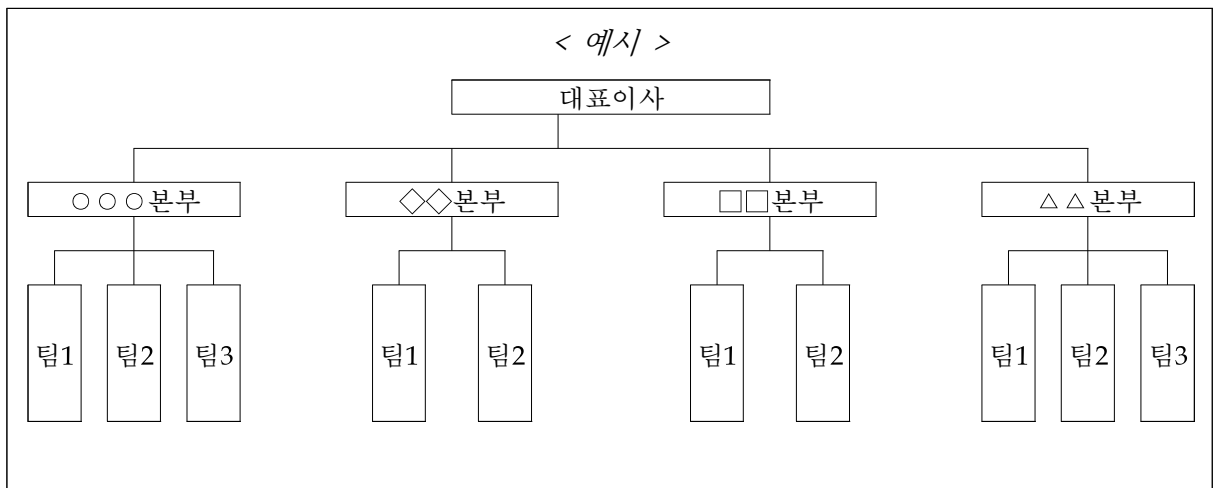 < 예시 >
대표이사
○○○본부 ◇◇본부 □□본부 △△본부
팀1 팀2 팀3 팀1 팀2 팀1 팀2 팀1 팀2 팀3